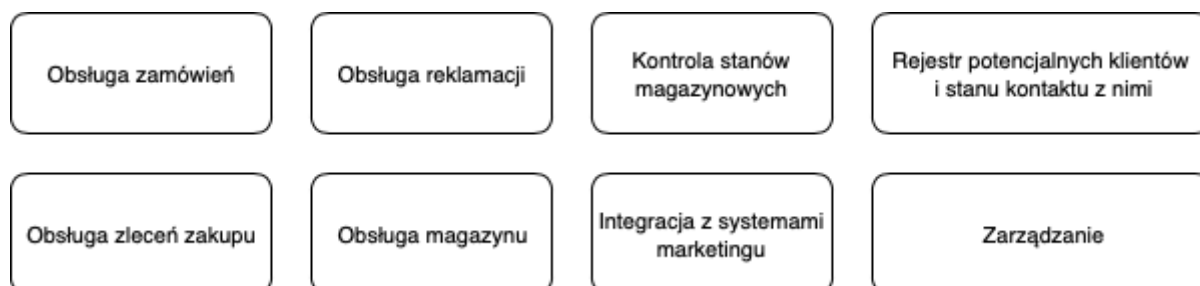 Obsługa zamówień
Obsługa reklamacji
Kontrola stanów
magazynowych
Rejestr potencjalnych klientów
i stanu kontaktu z nimi
Obsługa zleceń zakupu
Obsługa magazynu
Integracja z systemami
marketingu
Zarządzanie